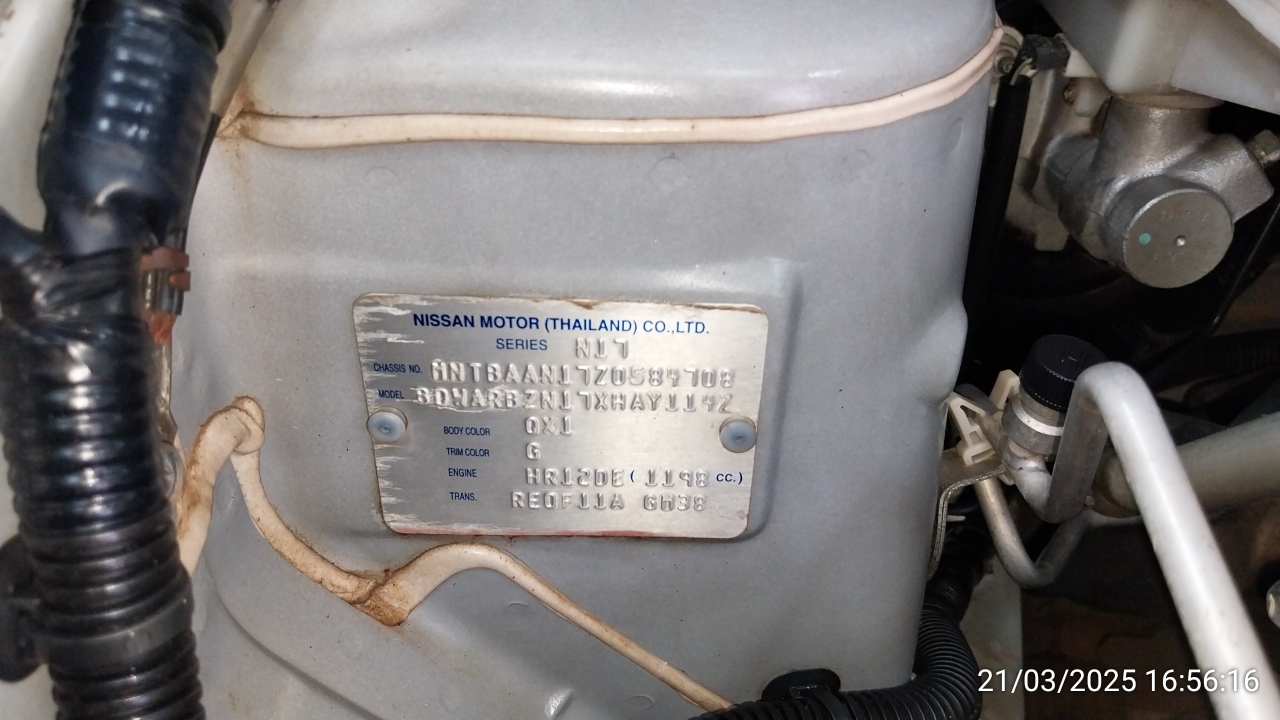 NISSAN MOTOR (THAILAND) CO.,LTD.
SERIES N17
CHASSIS NO. MNTBAAN17Z0584708
MODEL BDWARBZN17XHAY114Z
BODY COLOR QX1
TRIM COLOR G
ENGINE HR12DE ( 1198 CC.)
TRANS. RE0F11A GH38
21/03/2025 16:56:16